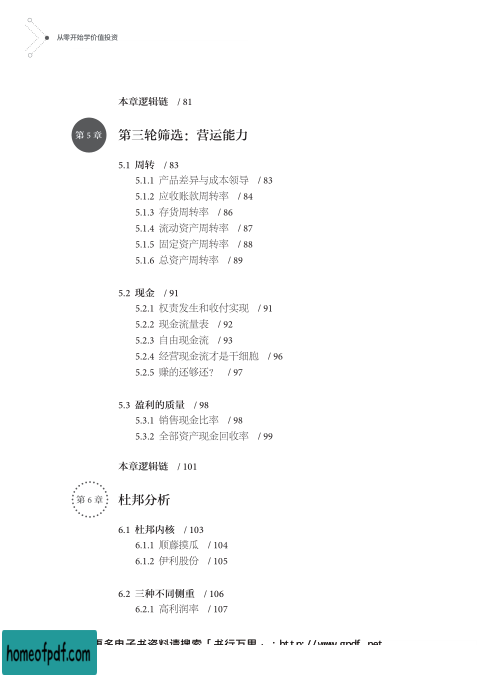 从零开始学价值投资
本章逻辑链 / 81
第 5 章 第三轮筛选：营运能力
5.1 周转 / 83
5.1.1 产品差异与成本领导 / 83
5.1.2 应收账款周转率 / 84
5.1.3 存货周转率 / 86
5.1.4 流动资产周转率 / 87
5.1.5 固定资产周转率 / 88
5.1.6 总资产周转率 / 89
5.2 现金 / 91
5.2.1 权责发生和收付实现 / 91
5.2.2 现金流量表 / 92
5.2.3 自由现金流 / 93
5.2.4 经营现金流才是干细胞 / 96
5.2.5 赚的还够还？ / 97
5.3 盈利的质量 / 98
5.3.1 销售现金比率 / 98
5.3.2 全部资产现金回收率 / 99
本章逻辑链 / 101
第 6 章 杜邦分析
6.1 杜邦内核 / 103
6.1.1 顺藤摸瓜 / 104
6.1.2 伊利股份 / 105
6.2 三种不同侧重 / 106
6.2.1 高利润率 / 107
多电子书资料请搜索「书行万里
homeofpdf.com